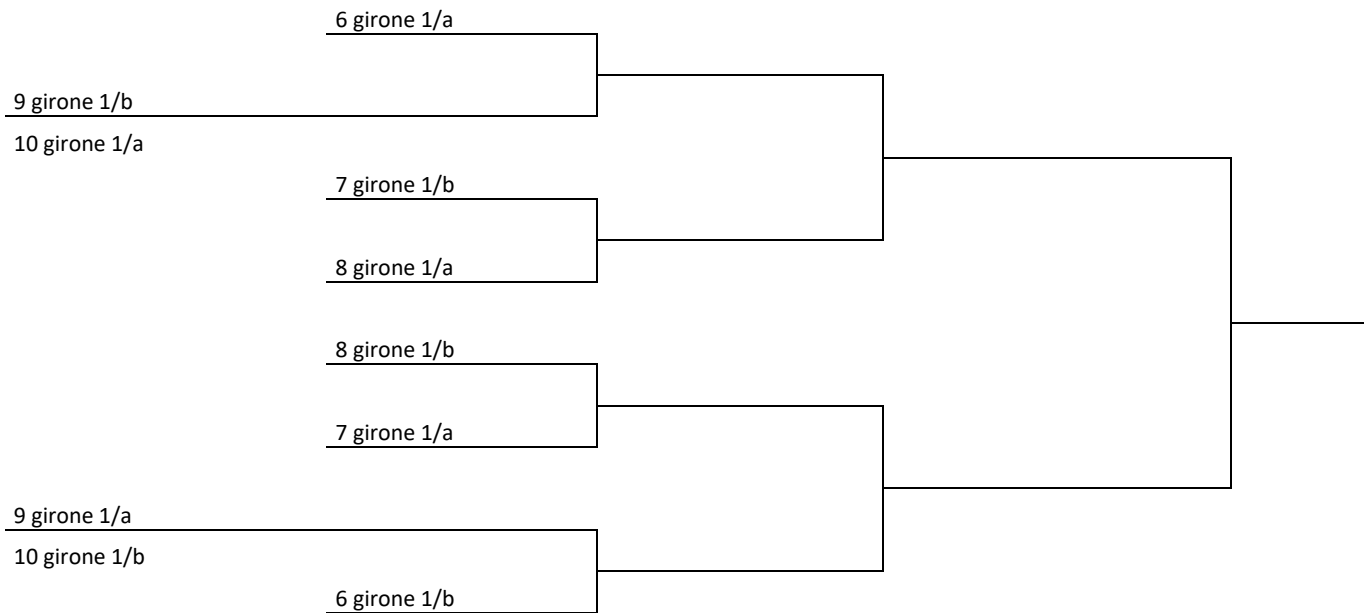 6 girone 1/a
9 girone 1/b
10 girone 1/a
7 girone 1/b
8 girone 1/a
8 girone 1/b
7 girone 1/a
9 girone 1/a
10 girone 1/b
6 girone 1/b